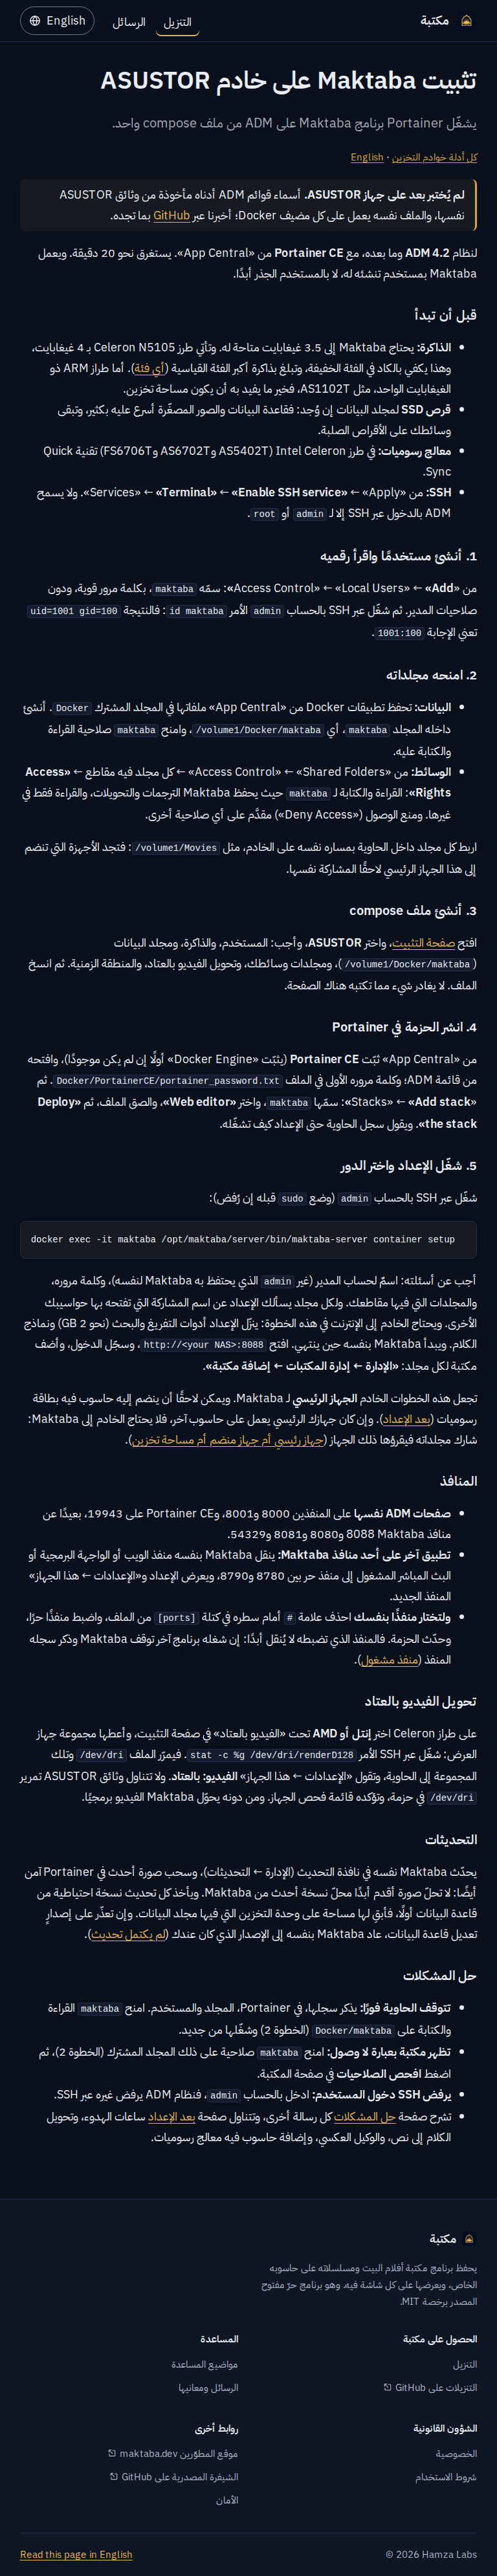 مكتبة
التنزيل
الرسائل
English
تثبيت Maktaba على خادم ASUSTOR
يشغّل Portainer برنامج Maktaba على ADM من ملف compose واحد.
كل أدلة خوادم التخزين · English
لم يُختبر بعد على جهاز ASUSTOR. أسماء قوائم ADM أدناه مأخوذة من وثائق ASUSTOR
نفسها، والملف نفسه يعمل على كل مضيف Docker؛ أخبرنا عبر GitHub بما تجده.
لنظام ADM 4.2 وما بعده، مع Portainer CE من «App Central». يستغرق نحو 20 دقيقة. ويعمل
Maktaba بمستخدم تنشئه له، لا بالمستخدم الجذر أبدًا.
قبل أن تبدأ
الذاكرة: يحتاج Maktaba إلى 3.5 غيغابايت متاحة له. وتأتي طرز Celeron N5105 بـ 4 غيغابايت،
وهذا يكفي بالكاد في الفئة الخفيفة، وتبلغ بذاكرة أكبر الفئة القياسية (أي فئة). أما طراز ARM ذو
الغيغابايت الواحد، مثل AS1102T، فخير ما يفيد به أن يكون مساحة تخزين.
قرص SSD لمجلد البيانات إن وُجد: فقاعدة البيانات والصور المصغّرة أسرع عليه بكثير، وتبقى
وسائطك على الأقراص الصلبة.
معالج رسوميات: في طرز Intel Celeron (AS5402T وAS6702T وFS6706T) تقنية Quick
Sync.
SSH: من «Services» ← «Terminal» ← «Enable SSH service» ← «Apply». ولا يسمح
ADM بالدخول عبر SSH إلا لـ admin أو root.
1. أنشئ مستخدمًا واقرأ رقميه
من «Access Control» ← «Local Users» ← «Add»: سمّه maktaba، بكلمة مرور قوية، ودون
صلاحيات المدير. ثم شغّل عبر SSH بالحساب admin الأمر id maktaba: فالنتيجة uid=1001 gid=100
تعني الإجابة 1001:100.
2. امنحه مجلداته
البيانات: تحفظ تطبيقات Docker من «App Central» ملفاتها في المجلد المشترك Docker. أنشئ
داخله المجلد maktaba، أي /volume1/Docker/maktaba، وامنح maktaba صلاحية القراءة
والكتابة عليه.
الوسائط: من «Access Control» ← «Shared Folders» ← كل مجلد فيه مقاطع ← «Access
Rights»: القراءة والكتابة لـ maktaba حيث يحفظ Maktaba الترجمات والتحويلات، والقراءة فقط في
غيرها. ومنع الوصول («Deny Access») مقدَّم على أي صلاحية أخرى.
اربط كل مجلد داخل الحاوية بمساره نفسه على الخادم، مثل /volume1/Movies: فتجد الأجهزة التي تنضم
إلى هذا الجهاز الرئيسي لاحقًا المشاركة نفسها.
3. أنشئ ملف compose
افتح صفحة التثبيت، واختر ASUSTOR، وأجب: المستخدم، والذاكرة، ومجلد البيانات
(/volume1/Docker/maktaba)، ومجلدات وسائطك، وتحويل الفيديو بالعتاد، والمنطقة الزمنية. ثم انسخ
الملف. لا يغادر شيء مما تكتبه هناك الصفحة.
4. انشر الحزمة في Portainer
من «App Central» ثبّت Portainer CE (يثبّت «Docker Engine» أولًا إن لم يكن موجودًا)، وافتحه
من قائمة ADM؛ وكلمة مروره الأولى في الملف Docker/PortainerCE/portainer_password.txt. ثم
«Stacks» ← «Add stack»: سمّها maktaba، واختر «Web editor»، والصق الملف، ثم «Deploy
the stack». ويقول سجل الحاوية حتى الإعداد كيف تشغّله.
5. شغّل الإعداد واختر الدور
شغّل عبر SSH بالحساب admin (وضع sudo قبله إن رُفض):
docker exec -it maktaba /opt/maktaba/server/bin/maktaba-server container setup
أجب عن أسئلته: اسمٌ لحساب المدير (غير admin الذي يحتفظ به Maktaba لنفسه)، وكلمة مروره،
والمجلدات التي فيها مقاطعك. ولكل مجلد يسألك الإعداد عن اسم المشاركة التي تفتحه بها حواسيبك
الأخرى. ويحتاج الخادم إلى الإنترنت في هذه الخطوة: ينزّل الإعداد أدوات التفريغ والبحث (نحو 2 GB) ونماذج
الكلام. ويبدأ Maktaba بنفسه حين ينتهي. افتح http://<your NAS>:8088، وسجّل الدخول، وأضف
مكتبة لكل مجلد: «الإدارة ← إدارة المكتبات ← إضافة مكتبة».
تجعل هذه الخطوات الخادم الجهاز الرئيسي لـ Maktaba. ويمكن لاحقًا أن ينضم إليه حاسوب فيه بطاقة
رسوميات (بعد الإعداد). وإن كان جهازك الرئيسي يعمل على حاسوب آخر، فلا يحتاج الخادم إلى Maktaba:
شارك مجلداته فيقرؤها ذلك الجهاز (جهاز رئيسي أم جهاز منضم أم مساحة تخزين).
المنافذ
صفحات ADM نفسها على المنفذين 8000 و8001، وPortainer CE على 19943، بعيدًا عن
منافذ Maktaba 8088 و8080 و8081 و54329.
تطبيق آخر على أحد منافذ Maktaba: ينقل Maktaba بنفسه منفذ الويب أو الواجهة البرمجية أو
البث المباشر المشغول إلى منفذ حر بين 8780 و8790، ويعرض الإعداد و«الإعدادات ← هذا الجهاز»
المنفذ الجديد.
ولتختار منفذًا بنفسك احذف علامة # أمام سطره في كتلة [ports] من الملف، واضبط منفذًا حرًا،
وحدّث الحزمة. فالمنفذ الذي تضبطه لا يُنقل أبدًا: إن شغله برنامج آخر توقف Maktaba وذكر سجله
المنفذ (منفذ مشغول).
تحويل الفيديو بالعتاد
على طراز Celeron اختر إنتل أو AMD تحت «الفيديو بالعتاد» في صفحة التثبيت، وأعطها مجموعة جهاز
العرض: شغّل عبر SSH الأمر stat -c %g /dev/dri/renderD128. فيمرّر الملف /dev/dri وتلك
المجموعة إلى الحاوية، وتقول «الإعدادات ← هذا الجهاز» الفيديو: بالعتاد. ولا تتناول وثائق ASUSTOR تمرير
/dev/dri في حزمة، وتؤكده قائمة فحص الجهاز. ومن دونه يحوّل Maktaba الفيديو برمجيًا.
التحديثات
يحدّث Maktaba نفسه في نافذة التحديث (الإدارة ← التحديثات)، وسحب صورة أحدث في Portainer آمن
أيضًا: لا تحلّ صورة أقدم أبدًا محلّ نسخة أحدث من Maktaba. ويأخذ كل تحديث نسخة احتياطية من
قاعدة البيانات أولًا، فأبقِ لها مساحة على وحدة التخزين التي فيها مجلد البيانات. وإن تعذّر على إصدارٍ
تعديل قاعدة البيانات، عاد Maktaba بنفسه إلى الإصدار الذي كان عندك (لم يكتمل تحديث).
حل المشكلات
تتوقف الحاوية فورًا: يذكر سجلها، في Portainer، المجلد والمستخدم. امنح maktaba القراءة
والكتابة على Docker/maktaba (الخطوة 2) وشغّلها من جديد.
تظهر مكتبة بعبارة لا وصول: امنح maktaba صلاحية على ذلك المجلد المشترك (الخطوة 2)، ثم
اضغط افحص الصلاحيات في صفحة المكتبة.
يرفض SSH دخول المستخدم: ادخل بالحساب admin، فنظام ADM يرفض غيره عبر SSH.
تشرح صفحة حل المشكلات كل رسالة أخرى، وتتناول صفحة بعد الإعداد ساعات الهدوء، وتحويل
الكلام إلى نص، والوكيل العكسي، وإضافة حاسوب فيه معالج رسوميات.
مكتبة
يحفظ برنامج مكتبة أفلام البيت ومسلسلاته على حاسوبه
الخاص، ويعرضها على كل شاشة فيه. وهو برنامج حرّ مفتوح
المصدر برخصة MIT.
الحصول على مكتبة
التنزيل
التنزيلات على GitHub
المساعدة
مواضيع المساعدة
الرسائل ومعانيها
الشؤون القانونية
الخصوصية
شروط الاستخدام
روابط أخرى
موقع المطوّرين maktaba.dev
الشيفرة المصدرية على GitHub
الأمان
© 2026 Hamza Labs
Read this page in English